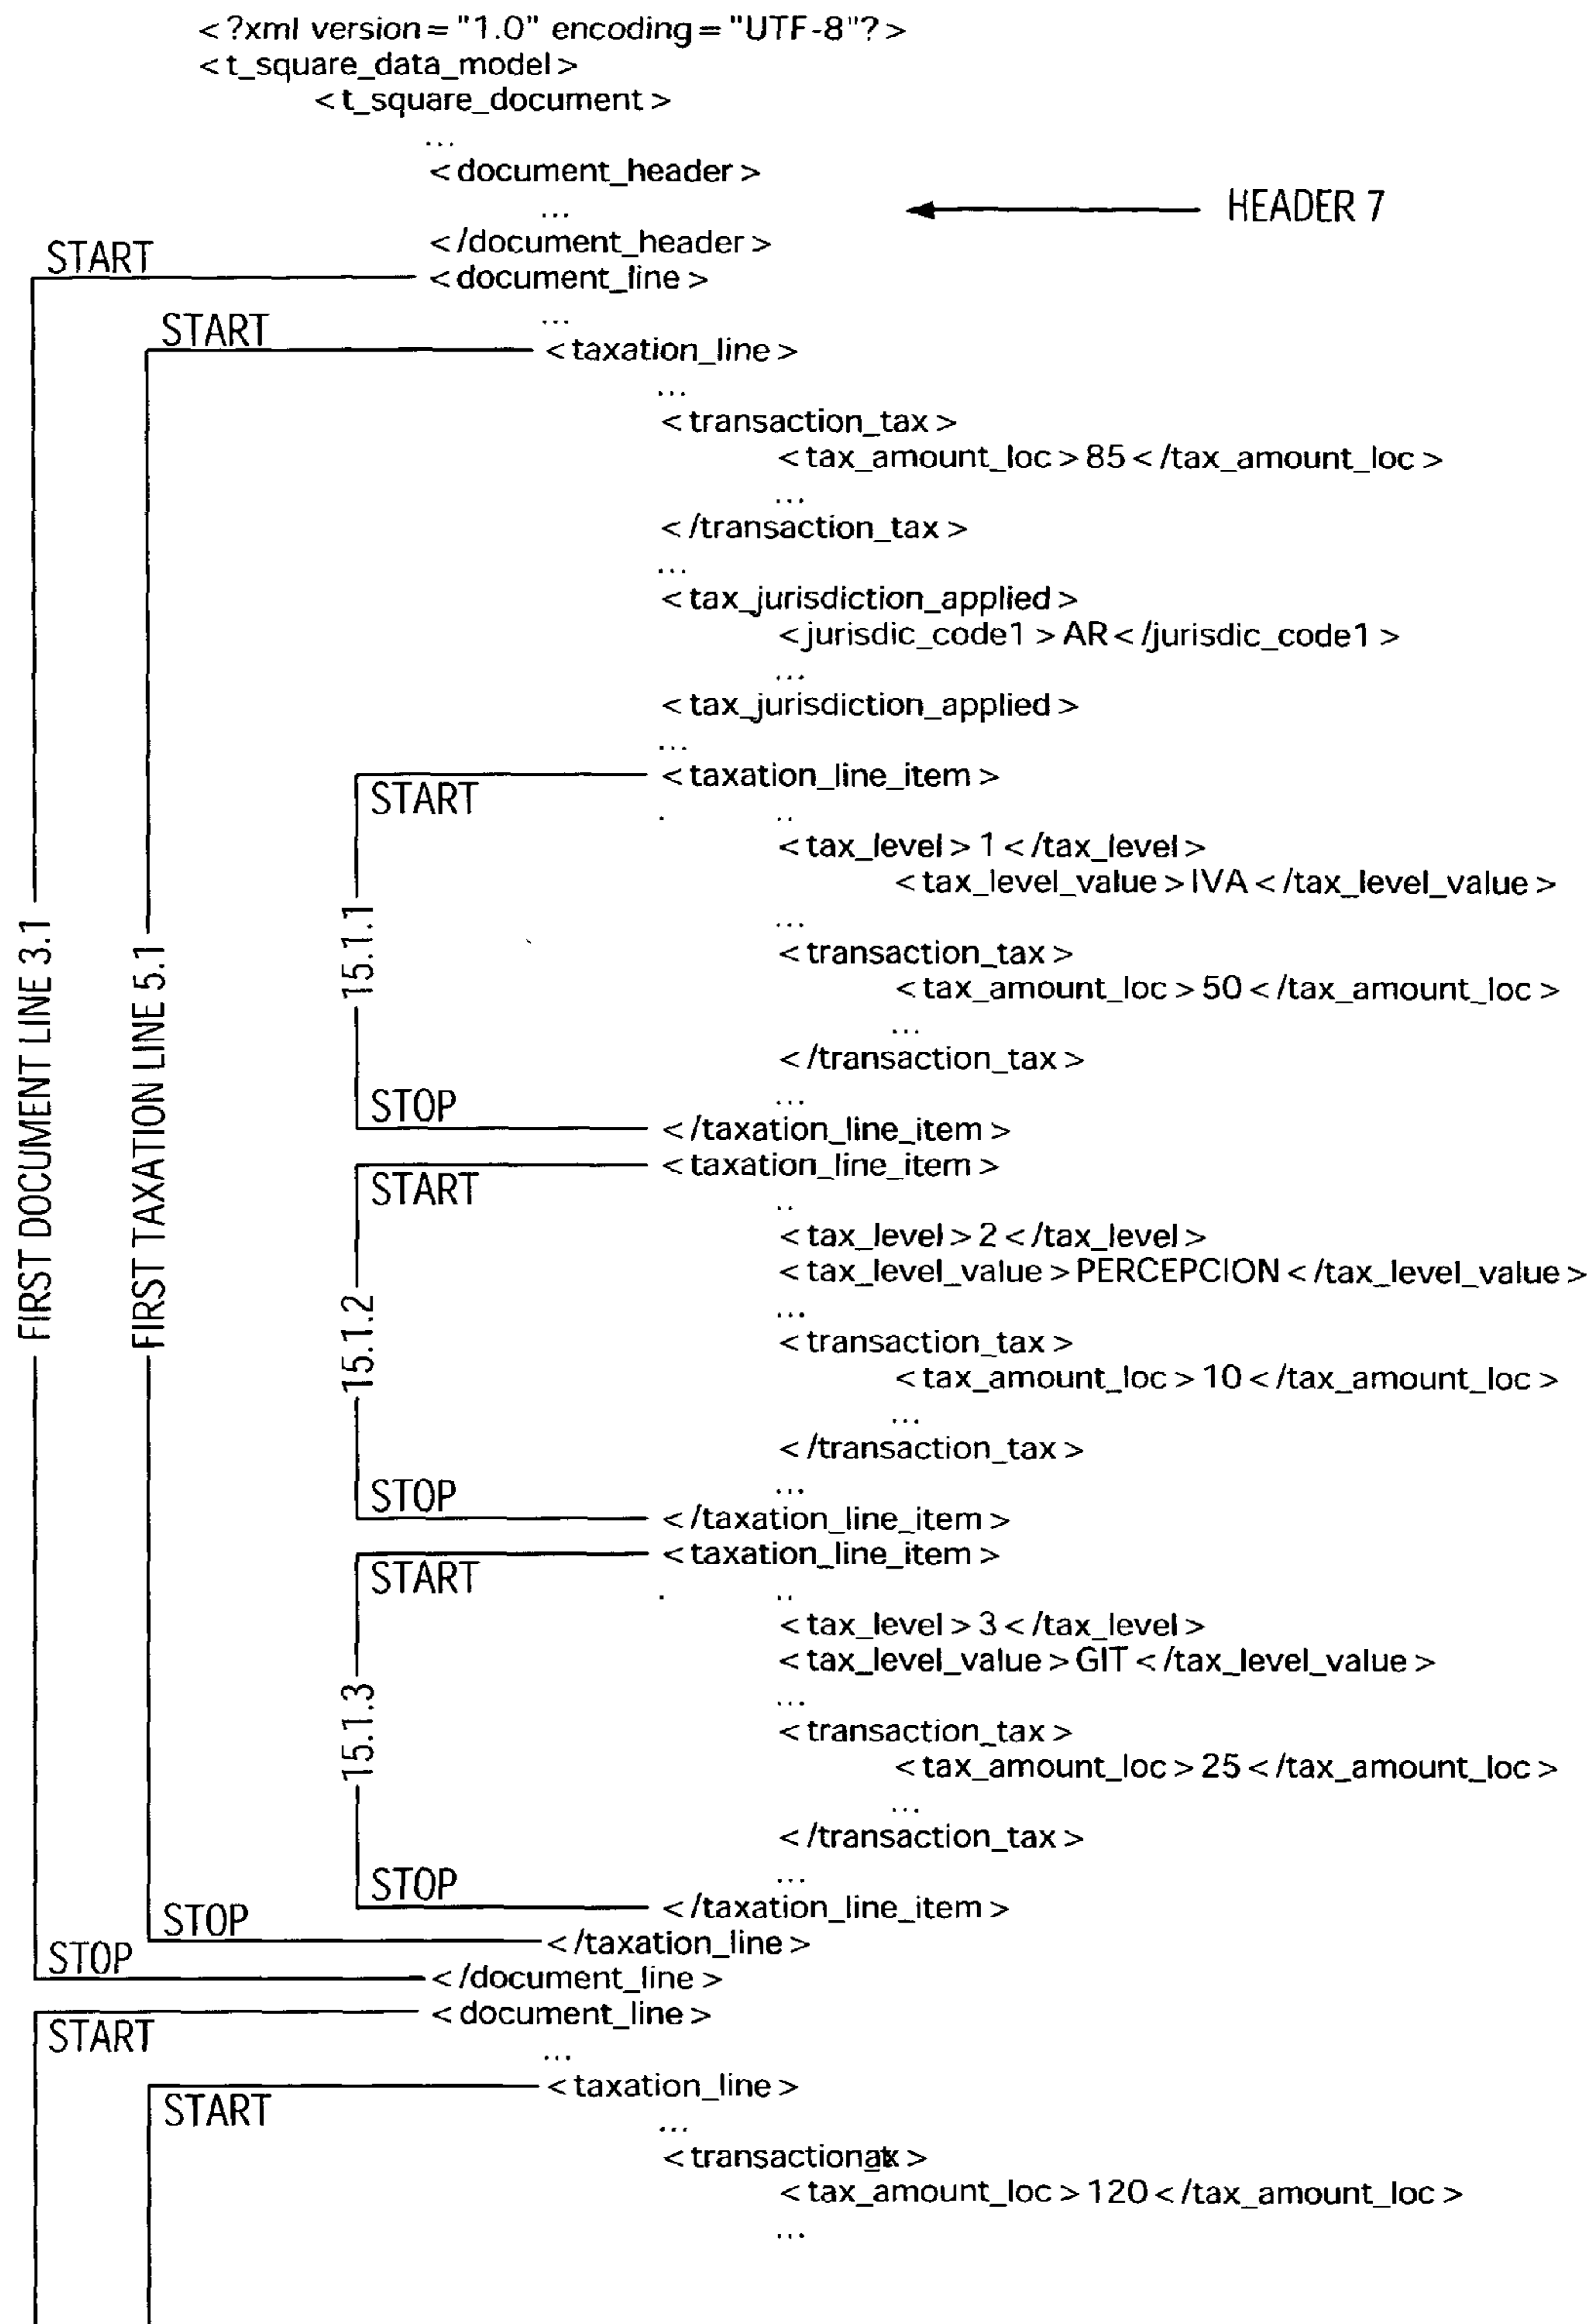 <?xml version="1.0" encoding="UTF-8"?>
<t_square_data_model>
<t_square_document>
...
<document_header>
... HEADER 7
</document_header>
START
<document_line>
...
START
<taxation_line>
...
<transaction_tax>
<tax_amount_loc>85</tax_amount_loc>
...
</transaction_tax>
...
<tax_jurisdiction_applied>
<jurisdic_code1>AR</jurisdic_code1>
...
<tax_jurisdiction_applied>
...
<taxation_line_item>
START
. ..
<tax_level>1</tax_level>
<tax_level_value>IVA</tax_level_value>
...
<transaction_tax>
<tax_amount_loc>50</tax_amount_loc>
...
</transaction_tax>
...
STOP
</taxation_line_item>
15.1.1
FIRST DOCUMENT LINE 3.1
FIRST TAXATION LINE 5.1
<taxation_line_item>
START
..
<tax_level>2</tax_level>
<tax_level_value>PERCEPCION</tax_level_value>
...
<transaction_tax>
<tax_amount_loc>10</tax_amount_loc>
...
</transaction_tax>
...
STOP
</taxation_line_item>
15.1.2
<taxation_line_item>
START
. ..
<tax_level>3</tax_level>
<tax_level_value>GIT</tax_level_value>
...
<transaction_tax>
<tax_amount_loc>25</tax_amount_loc>
...
</transaction_tax>
...
STOP
</taxation_line_item>
15.1.3
STOP
</taxation_line>
STOP
</document_line>
<document_line>
START
...
<taxation_line>
START
...
<tax_amount_loc>120</tax_amount_loc>
...